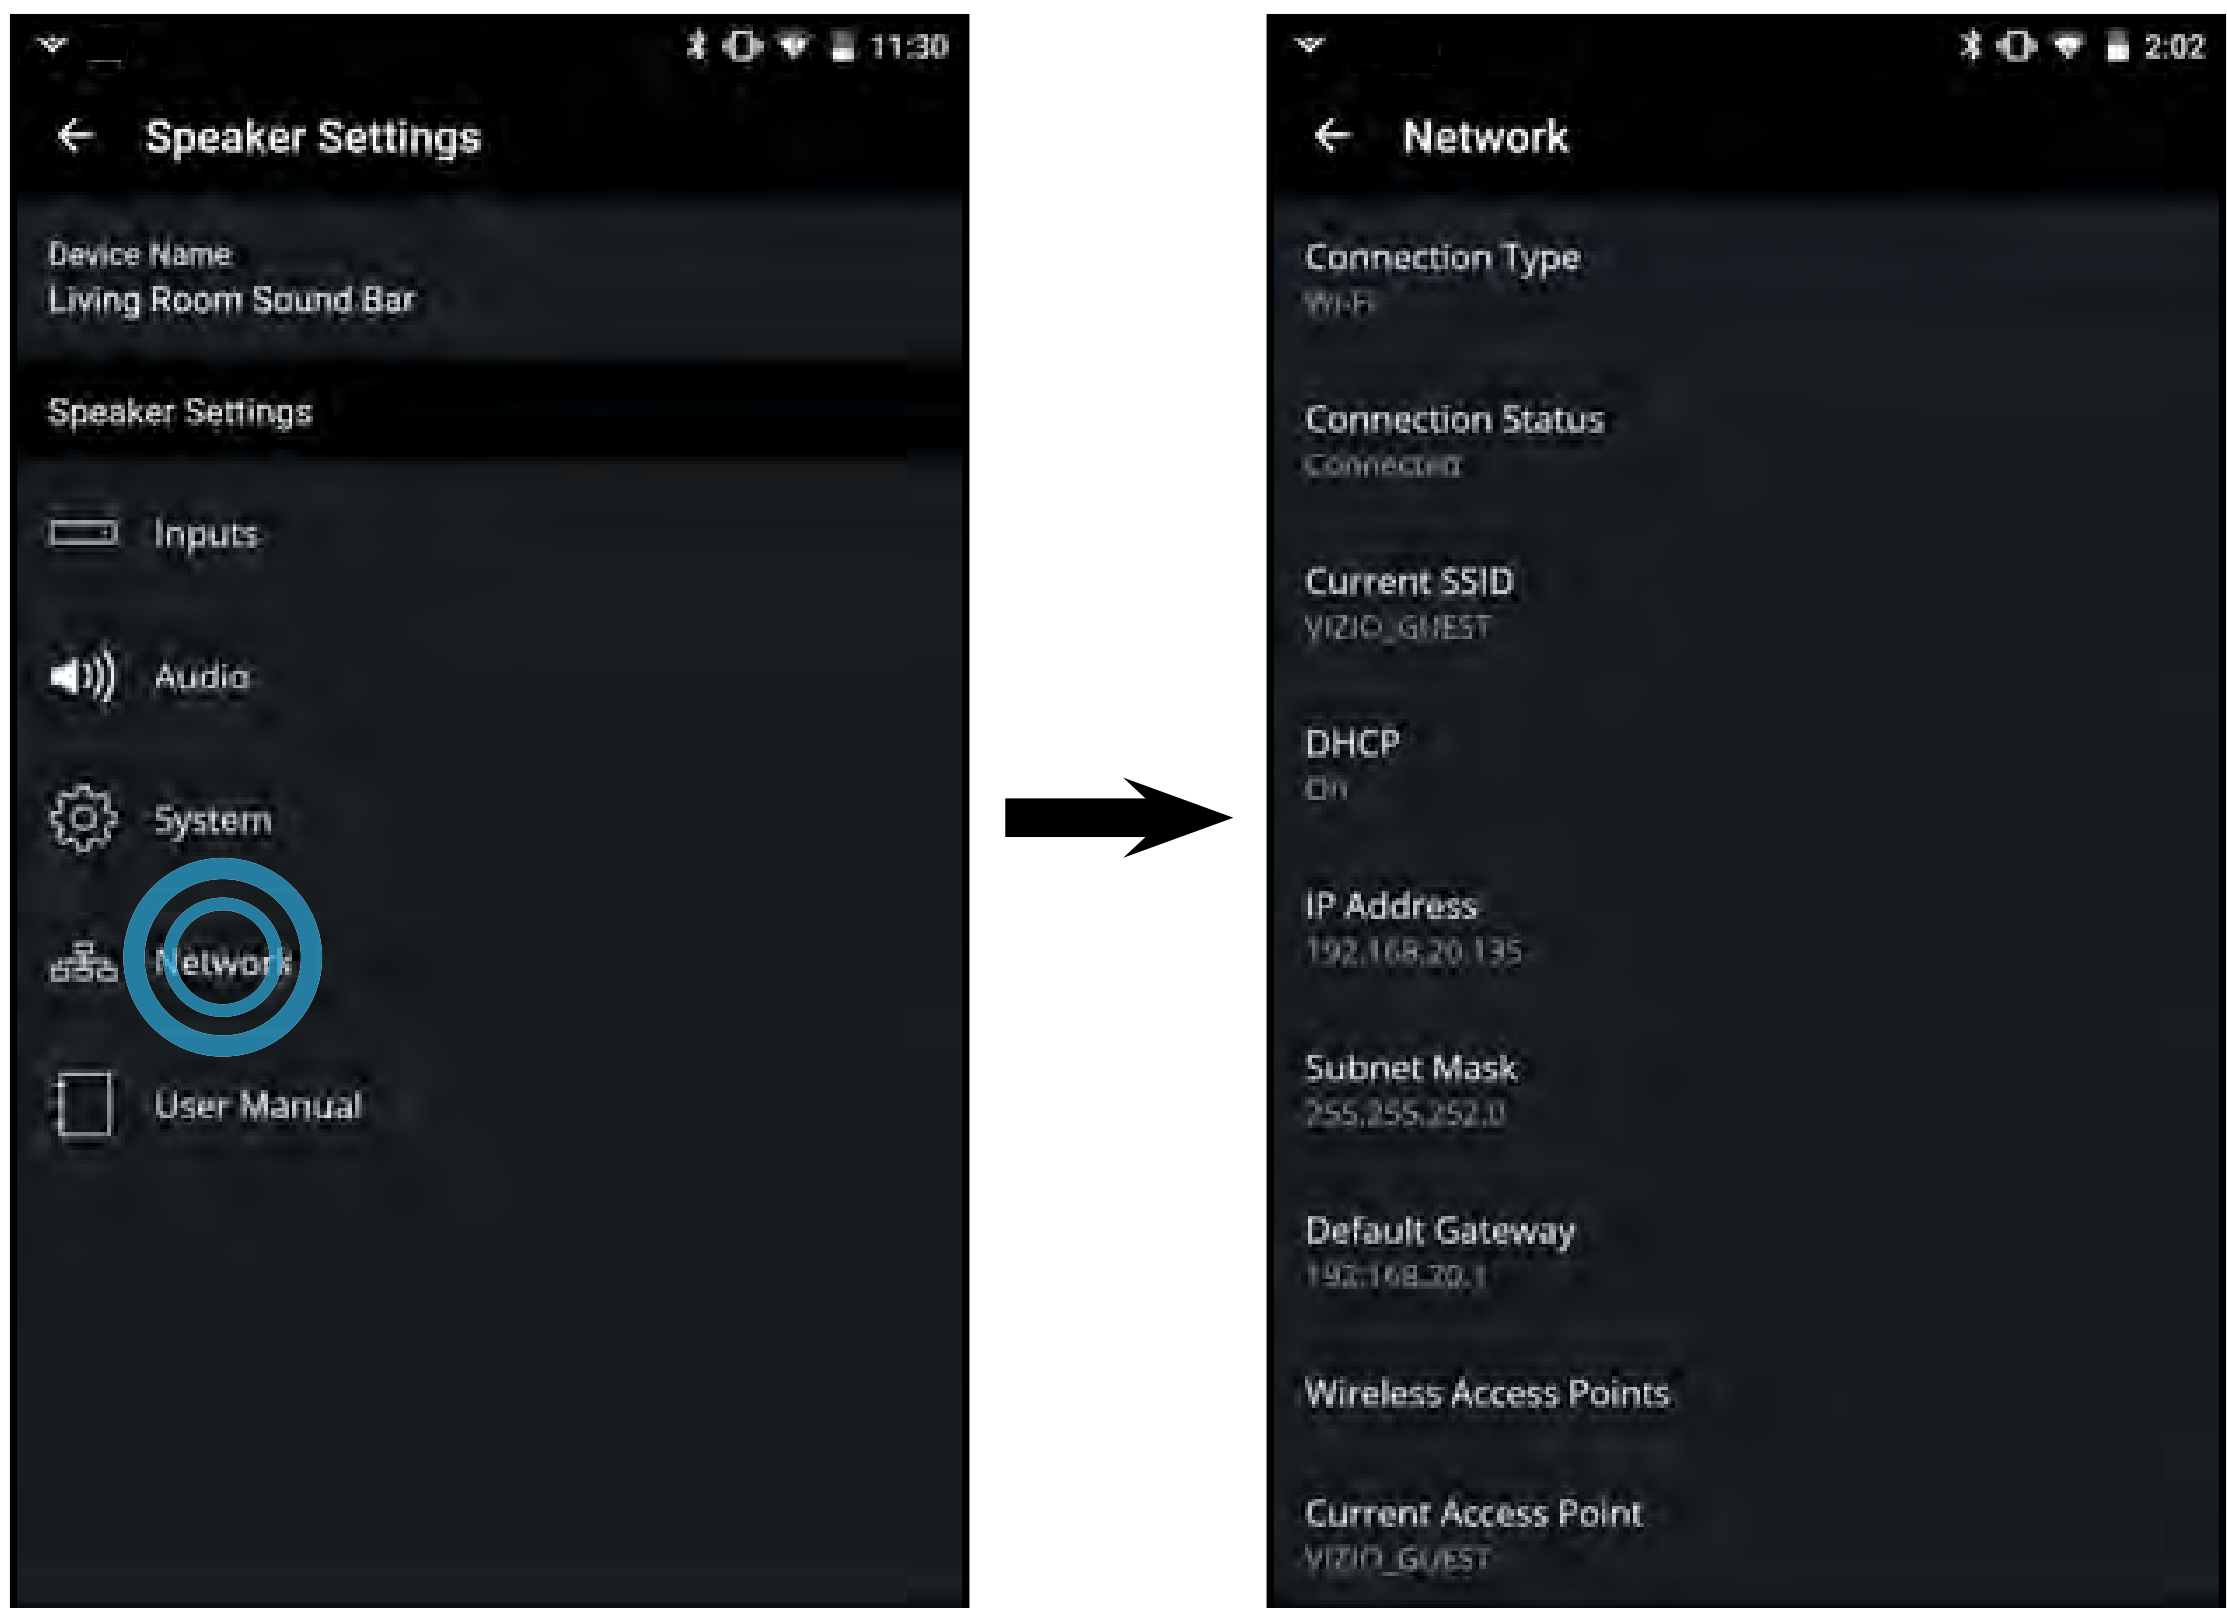 11:30
Speaker Settings
Device Name
Living Room Sound Bar
Speaker Settings
Inputs
Audio
System
Network
User Manual
2:02
Network
Connection Type
Wi-Fi
Connection Status
Connected
Current SSID
VIZIO_GUEST
DHCP
On
IP Address
192.168.20.135
Subnet Mask
255.255.252.0
Default Gateway
192.168.20.1
Wireless Access Points
Current Access Point
VIZIO_GUEST